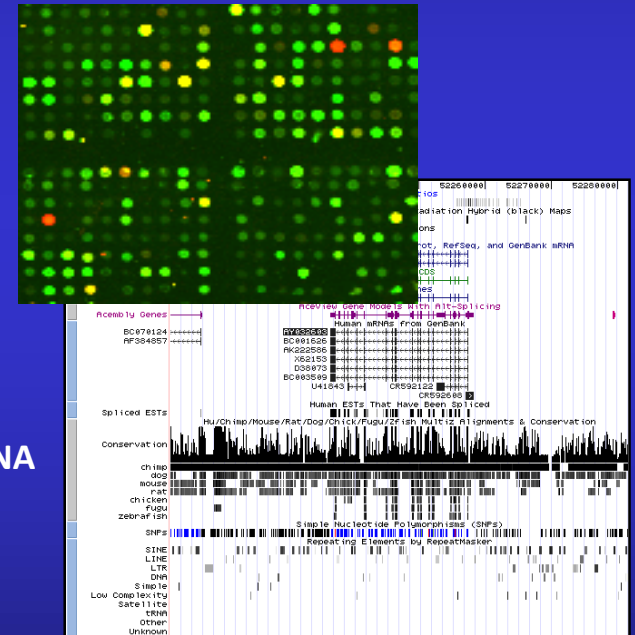 52260000| 52270000| 52280000|
ios
adiation Hybrid (black) Maps
ons
rot, RefSeq, and GenBank mRNA
CDS
nes
AceView Gene Models With Alt-Splicing
Acembly Genes
Human mRNAs from GenBank
BC070124 AY032603
AF384857 BC001626
AK222586
X62153
D38073
BC003509
U41843 CR592122
CR592608
Human ESTs That Have Been Spliced
Spliced ESTs
Hu/Chimp/Mouse/Rat/Dog/Chick/Fugu/Zfish Multiz Alignments & Conservation
Conservation
NA
chimp
dog
mouse
rat
chicken
fugu
zebrafish
Simple Nucleotide Polymorphisms (SNPs)
SNPs
Repeating Elements by RepeatMasker
SINE
LINE
LTR
DNA
Simple
Low Complexity
Satellite
tRNA
Other
Unknown